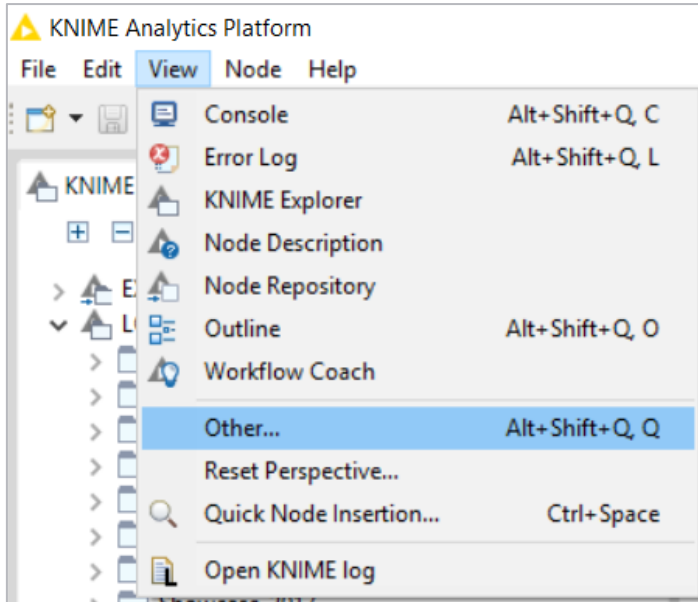 KNIME Analytics Platform
File Edit View Node Help
Console Alt+Shift+Q, C
Error Log Alt+Shift+Q, L
KNIME
KNIME Explorer
Node Description
Node Repository
Outline Alt+Shift+Q, O
Workflow Coach
Other... Alt+Shift+Q, Q
Reset Perspective...
Quick Node Insertion... Ctrl+Space
Open KNIME log